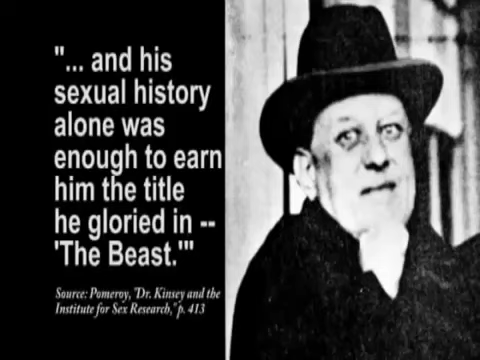 "... and his
sexual history
alone was
enough to earn
him the title
he gloried in --
'The Beast.'"
Source: Pomeroy, "Dr. Kinsey and the
Institute for Sex Research," p. 413